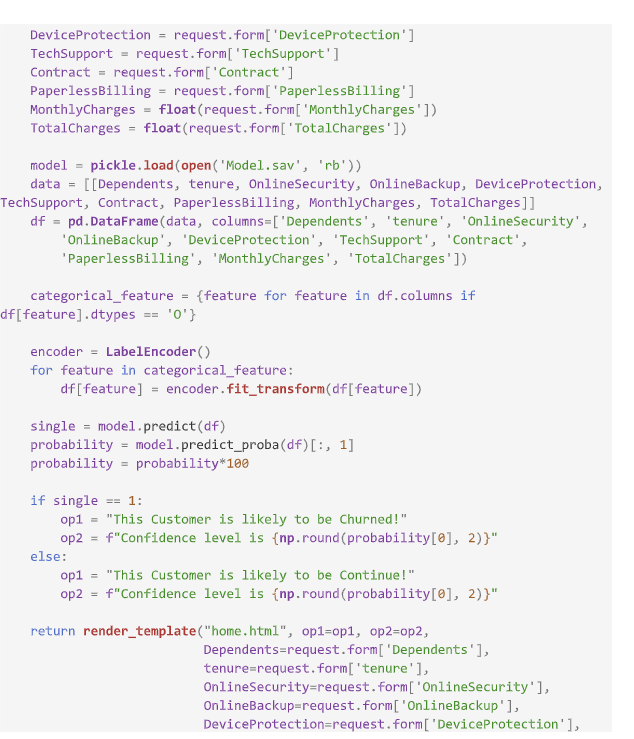 DeviceProtection = request.form['DeviceProtection']
TechSupport = request.form['TechSupport']
Contract = request.form['Contract']
PaperlessBilling = request.form['PaperlessBilling']
MonthlyCharges = float(request.form['MonthlyCharges'])
TotalCharges = float(request.form['TotalCharges'])
model = pickle.load(open('Model.sav', 'rb'))
data = [[Dependents, tenure, OnlineSecurity, OnlineBackup, DeviceProtection,
TechSupport, Contract, PaperlessBilling, MonthlyCharges, TotalCharges]]
df = pd.DataFrame(data, columns=['Dependents', 'tenure', 'OnlineSecurity',
'OnlineBackup', 'DeviceProtection', 'TechSupport', 'Contract',
'PaperlessBilling', 'MonthlyCharges', 'TotalCharges'])
categorical_feature = {feature for feature in df.columns if
df[feature].dtypes == 'O'}
encoder = LabelEncoder()
for feature in categorical_feature:
df[feature] = encoder.fit_transform(df[feature])
single = model.predict(df)
probability = model.predict_proba(df)[:, 1]
probability = probability*100
if single == 1:
op1 = "This Customer is likely to be Churned!"
op2 = f"Confidence level is {np.round(probability[0], 2)}"
else:
op1 = "This Customer is likely to be Continue!"
op2 = f"Confidence level is {np.round(probability[0], 2)}"
return render_template("home.html", op1=op1, op2=op2,
Dependents=request.form['Dependents'],
tenure=request.form['tenure'],
OnlineSecurity=request.form['OnlineSecurity'],
OnlineBackup=request.form['OnlineBackup'],
DeviceProtection=request.form['DeviceProtection'],